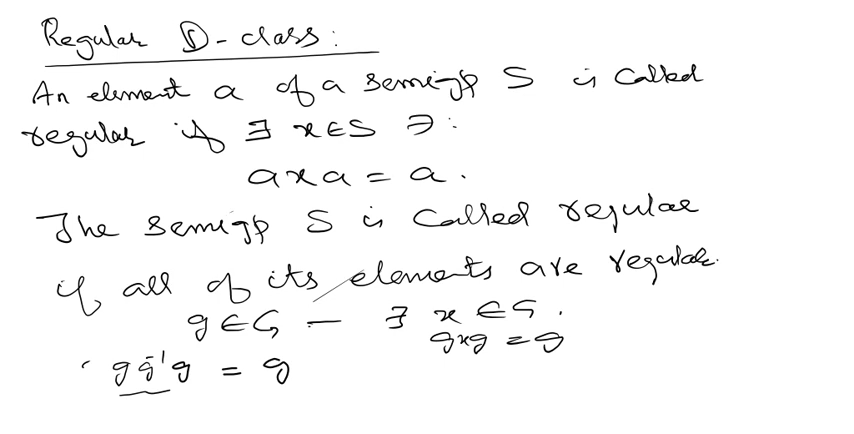 Regular D-class:
An element a of a semigp S is called
regular if ∃ x∈S ∋:
axa = a.
The semigp S is called regular
if all of its elements are regular.
g∈G — ∃ x∈G.
gxg = g
gg⁻¹g = g